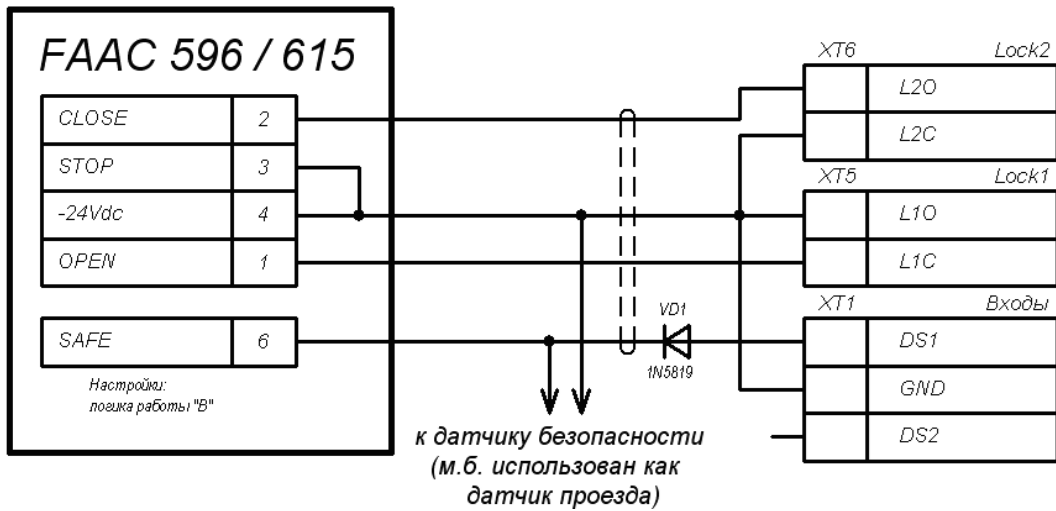 FAAC 596 / 615
CLOSE 2
STOP 3
-24Vdc 4
OPEN 1
SAFE 6
Настройки:
логика работы "В"
VD1
1N5819
к датчику безопасности
(м.б. использован как
датчик проезда)
XT6 Lock2
L2O
L2C
XT5 Lock1
L1O
L1C
XT1 Входы
DS1
GND
DS2